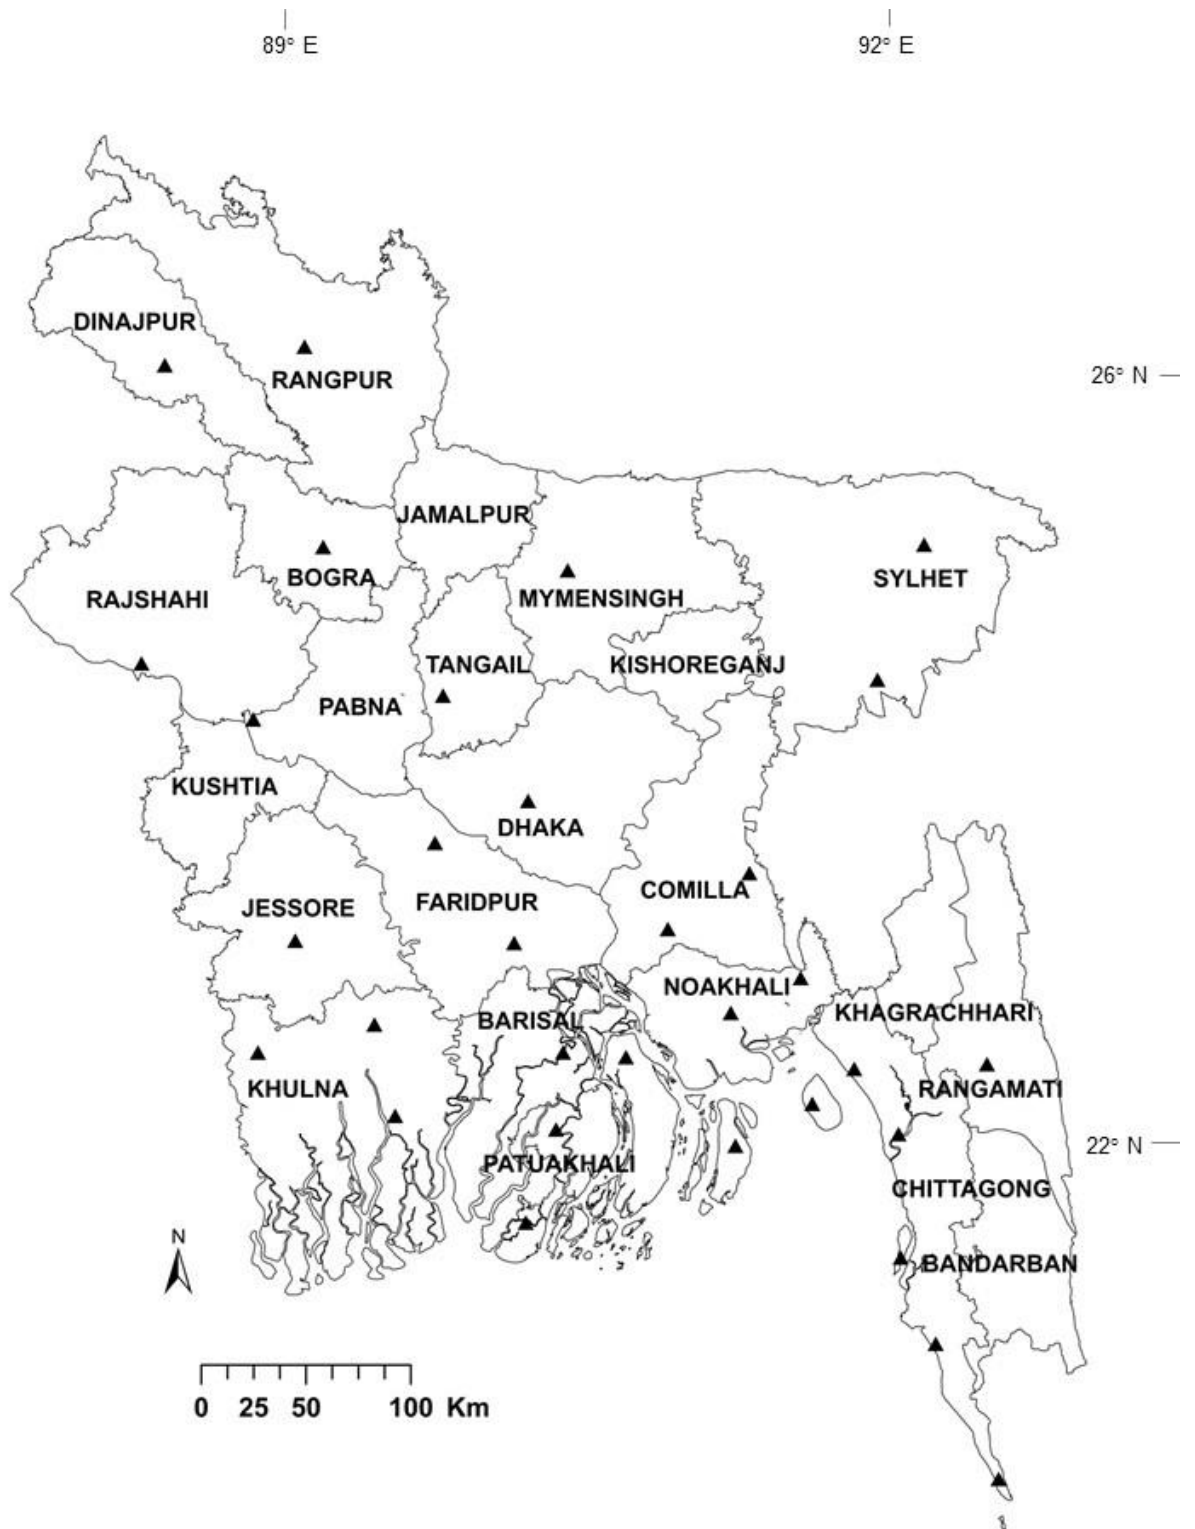 89° E
92° E
DINAJPUR
RANGPUR
26° N
JAMALPUR
BOGRA
SYLHET
RAJSHAHI
MYMENSINGH
TANGAIL
KISHOREGANJ
PABNA
KUSHTIA
DHAKA
COMILLA
JESSORE
FARIDPUR
NOAKHALI
KHAGRACHHARI
BARISAL
KHULNA
RANGAMATI
22° N
PATUAKHALI
CHITTAGONG
N
BANDARBAN
0 25 50 100 Km